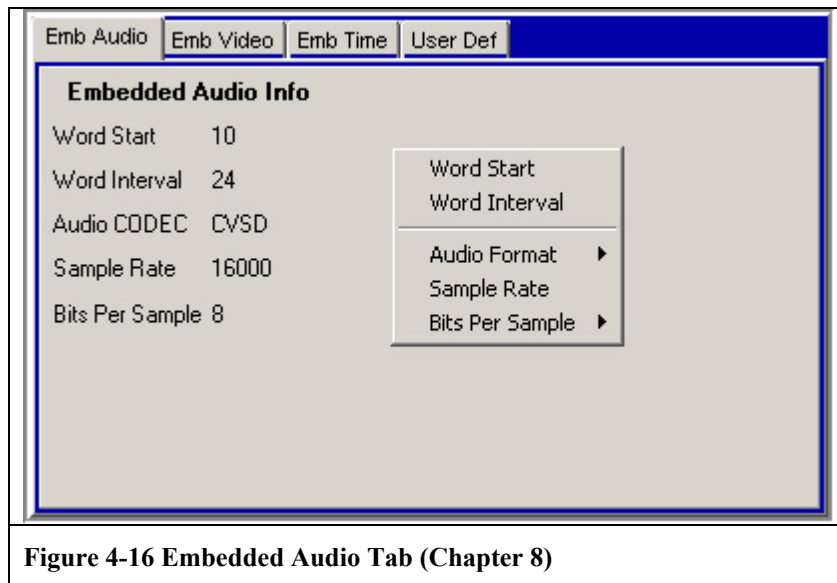 Emb Audio Emb Video Emb Time User Def
Embedded Audio Info
Word Start 10
Word Interval 24
Audio CODEC CVSD
Sample Rate 16000
Bits Per Sample 8
Word Start
Word Interval
Audio Format
Sample Rate
Bits Per Sample
Figure 4-16 Embedded Audio Tab (Chapter 8)